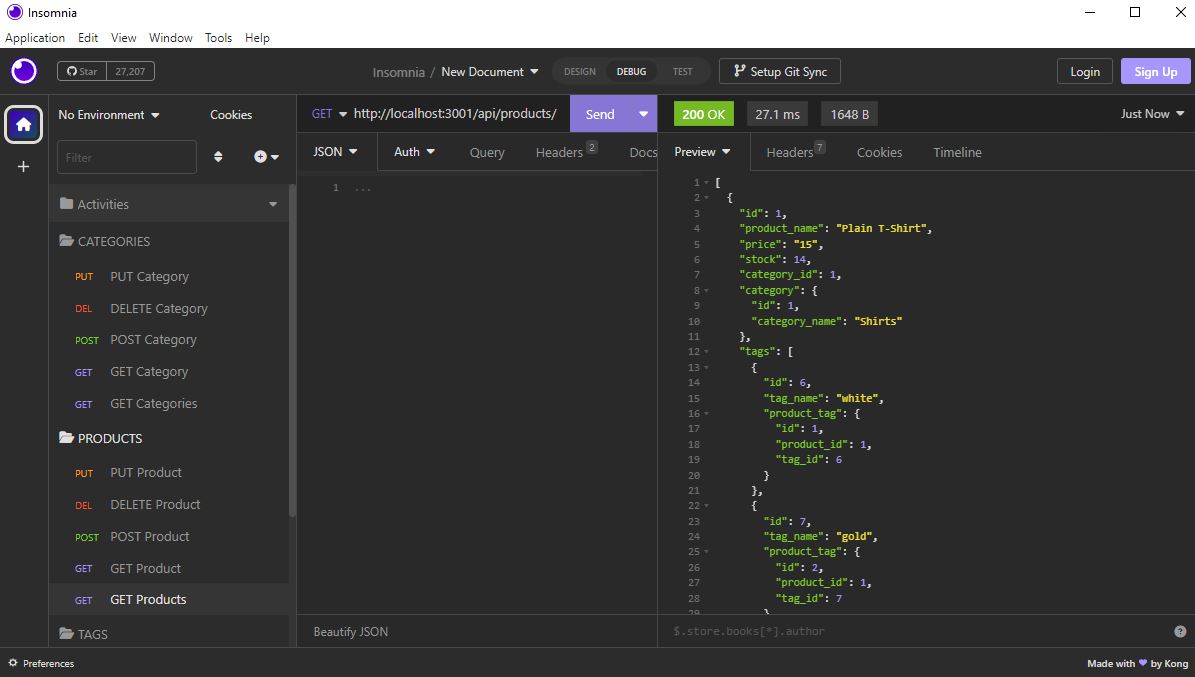 Insomnia
Application Edit View Window Tools Help
Star 27,207
Insomnia / New Document
DESIGN DEBUG TEST
Setup Git Sync
Login
Sign Up
No Environment
Cookies
Filter
Activities
CATEGORIES
PUT PUT Category
DEL DELETE Category
POST POST Category
GET GET Category
GET GET Categories
PRODUCTS
PUT PUT Product
DEL DELETE Product
POST POST Product
GET GET Product
GET GET Products
TAGS
GET http://localhost:3001/api/products/ Send
JSON Auth Query Headers 2 Docs
1 ...
Beautify JSON
200 OK 27.1 ms 1648 B Just Now
Preview Headers 7 Cookies Timeline
1 [
2 {
3 "id": 1,
4 "product_name": "Plain T-Shirt",
5 "price": "15",
6 "stock": 14,
7 "category_id": 1,
8 "category": {
9 "id": 1,
10 "category_name": "Shirts"
11 },
12 "tags": [
13 {
14 "id": 6,
15 "tag_name": "white",
16 "product_tag": {
17 "id": 1,
18 "product_id": 1,
19 "tag_id": 6
20 }
21 },
22 {
23 "id": 7,
24 "tag_name": "gold",
25 "product_tag": {
26 "id": 2,
27 "product_id": 1,
28 "tag_id": 7
29 }
$.store.books[*].author
Preferences
Made with by Kong